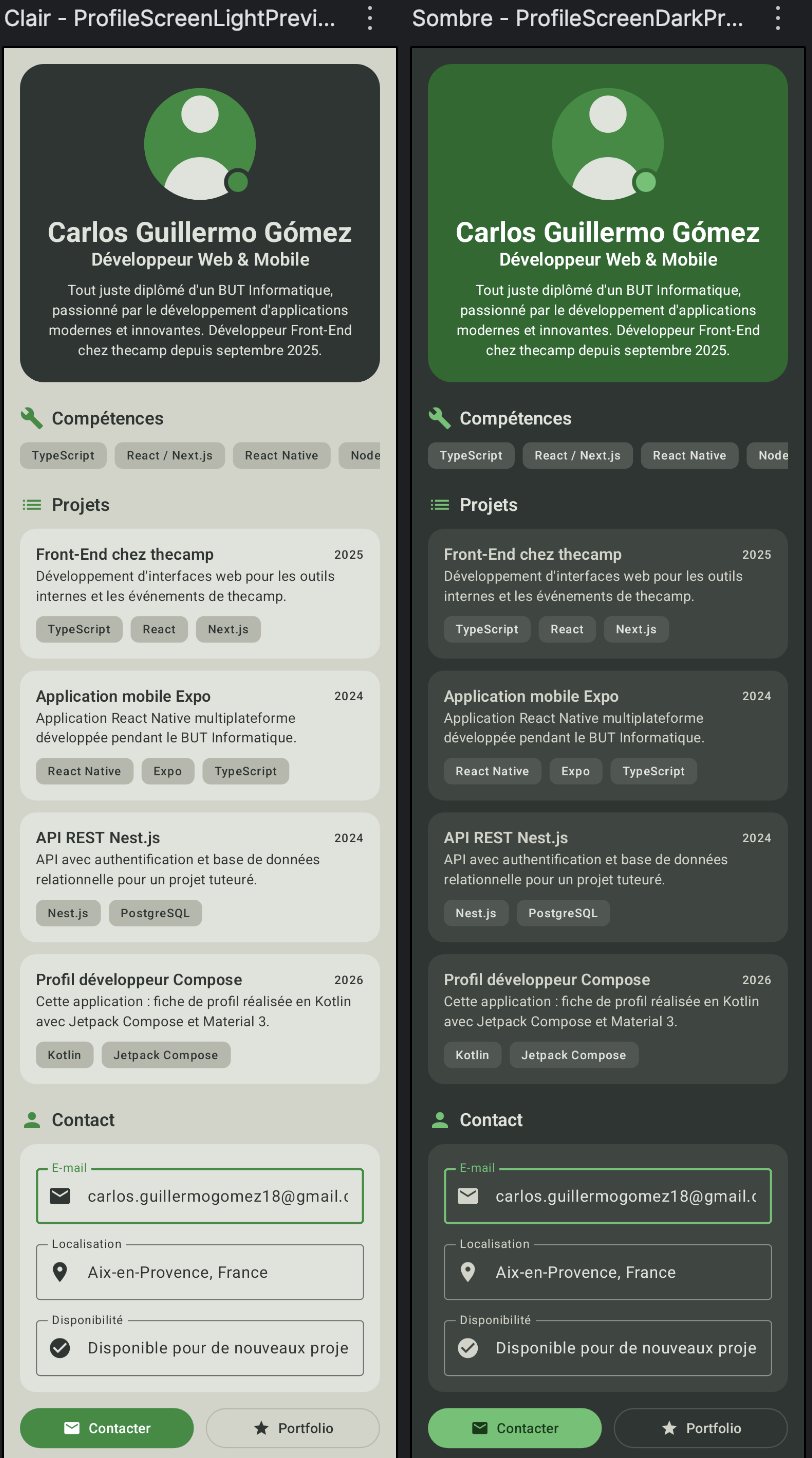 Clair - ProfileScreenLightPrevi...
Carlos Guillermo Gómez
Développeur Web & Mobile
Tout juste diplômé d'un BUT Informatique,
passionné par le développement d'applications
modernes et innovantes. Développeur Front-End
chez thecamp depuis septembre 2025.
Compétences
TypeScript
React / Next.js
React Native
Node
Projets
Front-End chez thecamp
2025
Développement d'interfaces web pour les outils
internes et les événements de thecamp.
TypeScript
React
Next.js
Application mobile Expo
2024
Application React Native multiplateforme
développée pendant le BUT Informatique.
React Native
Expo
TypeScript
API REST Nest.js
2024
API avec authentification et base de données
relationnelle pour un projet tuteuré.
Nest.js
PostgreSQL
Profil développeur Compose
2026
Cette application : fiche de profil réalisée en Kotlin
avec Jetpack Compose et Material 3.
Kotlin
Jetpack Compose
Contact
E-mail
carlos.guillermogomez18@gmail.c
Localisation
Aix-en-Provence, France
Disponibilité
Disponible pour de nouveaux proje
Contacter
Portfolio
Sombre - ProfileScreenDarkPr...
Carlos Guillermo Gómez
Développeur Web & Mobile
Tout juste diplômé d'un BUT Informatique,
passionné par le développement d'applications
modernes et innovantes. Développeur Front-End
chez thecamp depuis septembre 2025.
Compétences
TypeScript
React / Next.js
React Native
Node
Projets
Front-End chez thecamp
2025
Développement d'interfaces web pour les outils
internes et les événements de thecamp.
TypeScript
React
Next.js
Application mobile Expo
2024
Application React Native multiplateforme
développée pendant le BUT Informatique.
React Native
Expo
TypeScript
API REST Nest.js
2024
API avec authentification et base de données
relationnelle pour un projet tuteuré.
Nest.js
PostgreSQL
Profil développeur Compose
2026
Cette application : fiche de profil réalisée en Kotlin
avec Jetpack Compose et Material 3.
Kotlin
Jetpack Compose
Contact
E-mail
carlos.guillermogomez18@gmail.c
Localisation
Aix-en-Provence, France
Disponibilité
Disponible pour de nouveaux proje
Contacter
Portfolio